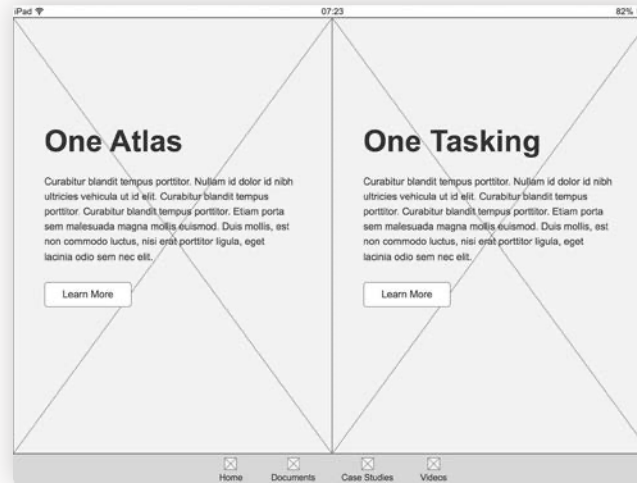 iPad 07:23 82%
One Atlas
Curabitur blandit tempus porttitor. Nullam id dolor id nibh
ultricies vehicula ut id elit. Curabitur blandit tempus
porttitor. Curabitur blandit tempus porttitor. Etiam porta
sem malesuada magna mollis euismod. Duis mollis, est
non commodo luctus, nisi erat porttitor ligula, eget
lacinia odio sem nec elit.
Learn More
One Tasking
Curabitur blandit tempus porttitor. Nullam id dolor id nibh
ultricies vehicula ut id elit. Curabitur blandit tempus
porttitor. Curabitur blandit tempus porttitor. Etiam porta
sem malesuada magna mollis euismod. Duis mollis, est
non commodo luctus, nisi erat porttitor ligula, eget
lacinia odio sem nec elit.
Learn More
Home Documents Case Studies Videos